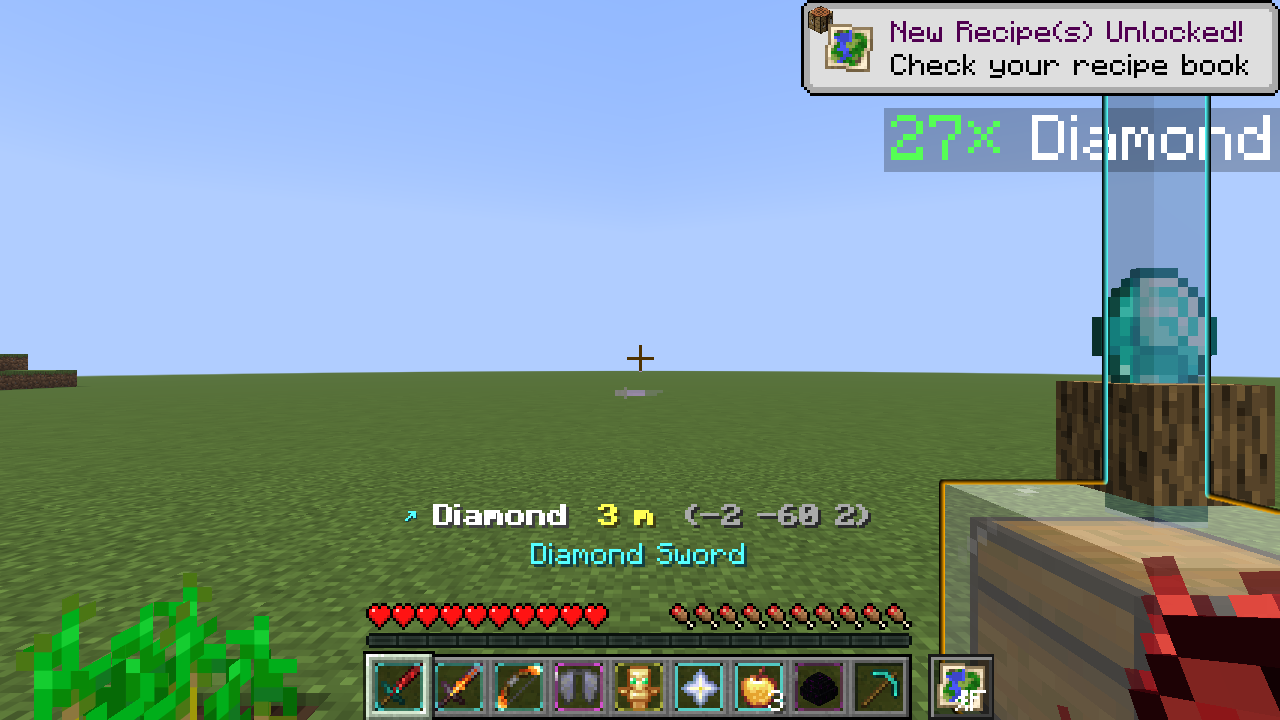 New Recipe(s) Unlocked!
Check your recipe book
27x Diamond
Diamond 3 m (-2 -60 2)
Diamond Sword
3